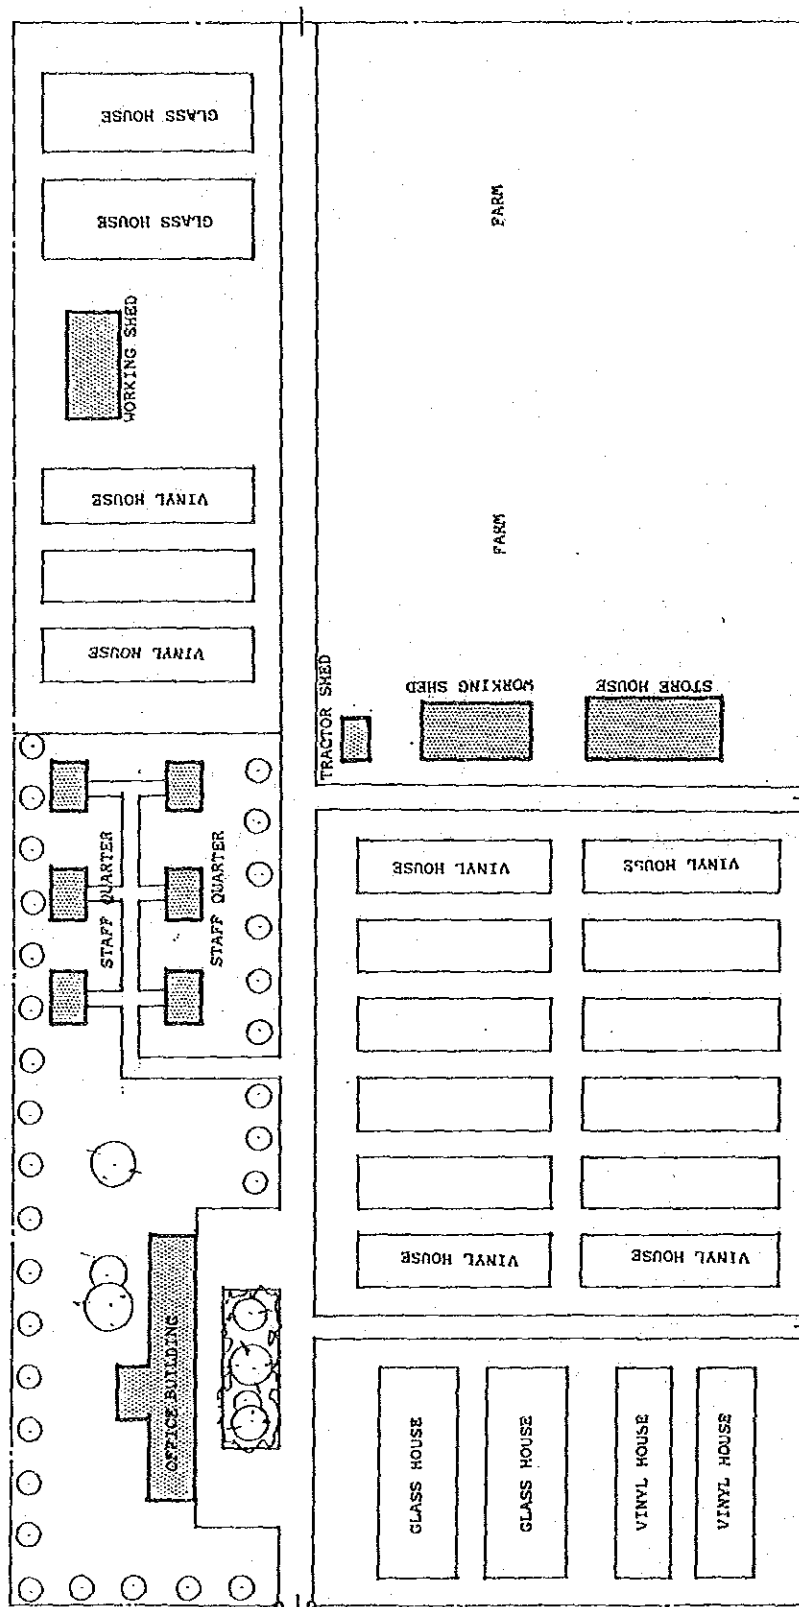 GLASS HOUSE
GLASS HOUSE
WORKING SHED
VINYL HOUSE
VINYL HOUSE
FARM
FARM
TRACTOR SHED
WORKING SHED
STORE HOUSE
STAFF QUARTER
STAFF QUARTER
VINYL HOUSE
VINYL HOUSE
VINYL HOUSE
VINYL HOUSE
OFFICE BUILDING
GLASS HOUSE
GLASS HOUSE
VINYL HOUSE
VINYL HOUSE